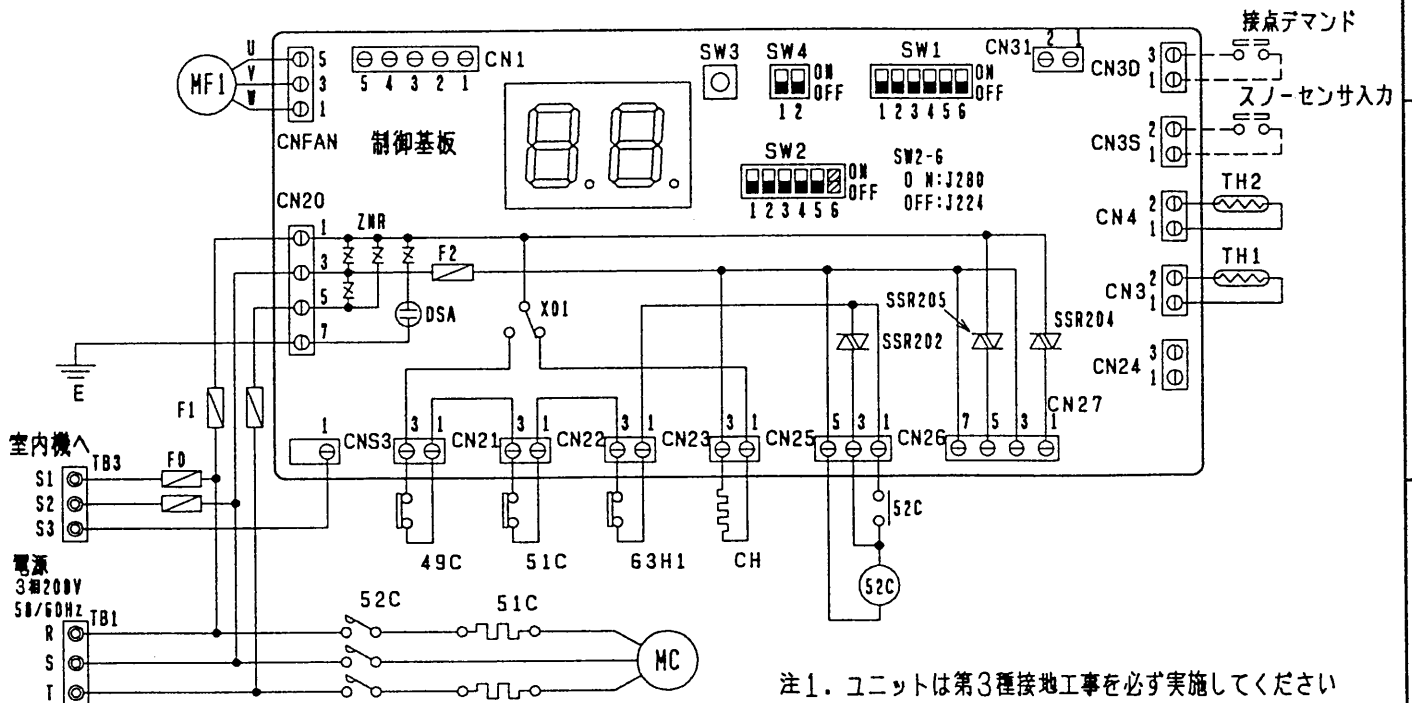 接点デマンド
U
V
W
MF1
5
3
1
CNFAN
CN1
5 4 3 2 1
制御基板
SW3
SW4
ON
OFF
1 2
SW1
ON
OFF
1 2 3 4 5 6
CN31
2 1
CN3D
3
1
スノーセンサ入力
8.8.
SW2
ON
OFF
1 2 3 4 5 6
SW2-6
ON:J280
OFF:J224
CN3S
2
1
CN4
2
1
TH2
CN3
2
1
TH1
CN24
3
1
CN20
1
3
5
7
ZNR
F2
DSA
X01
SSR202
SSR205
SSR204
E
F1
室内機へ
TB3
S1
S2
S3
F0
1
CNS3
3 1
CN21
3 1
CN22
3 1
CN23
3 1
CN25
5 3 1
CN26
7 5 3 1
CN27
49C
51C
63H1
CH
52C
52C
電源
3相200V
50/60Hz
TB1
R
S
T
52C
51C
MC
注1. ユニットは第3種接地工事を必ず実施してください